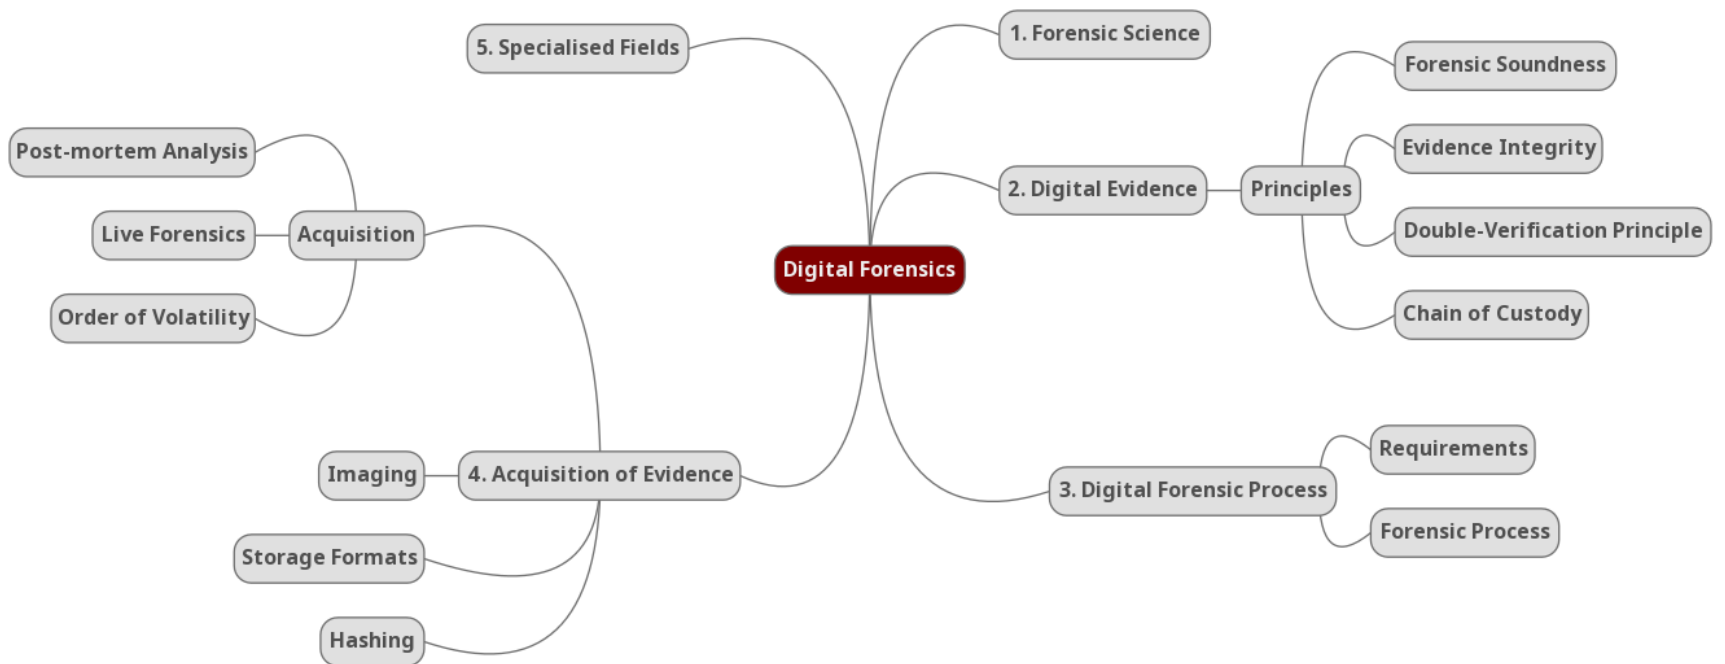 Digital Forensics
1. Forensic Science
2. Digital Evidence
Principles
Forensic Soundness
Evidence Integrity
Double-Verification Principle
Chain of Custody
3. Digital Forensic Process
Requirements
Forensic Process
4. Acquisition of Evidence
Acquisition
Post-mortem Analysis
Live Forensics
Order of Volatility
Imaging
Storage Formats
Hashing
5. Specialised Fields